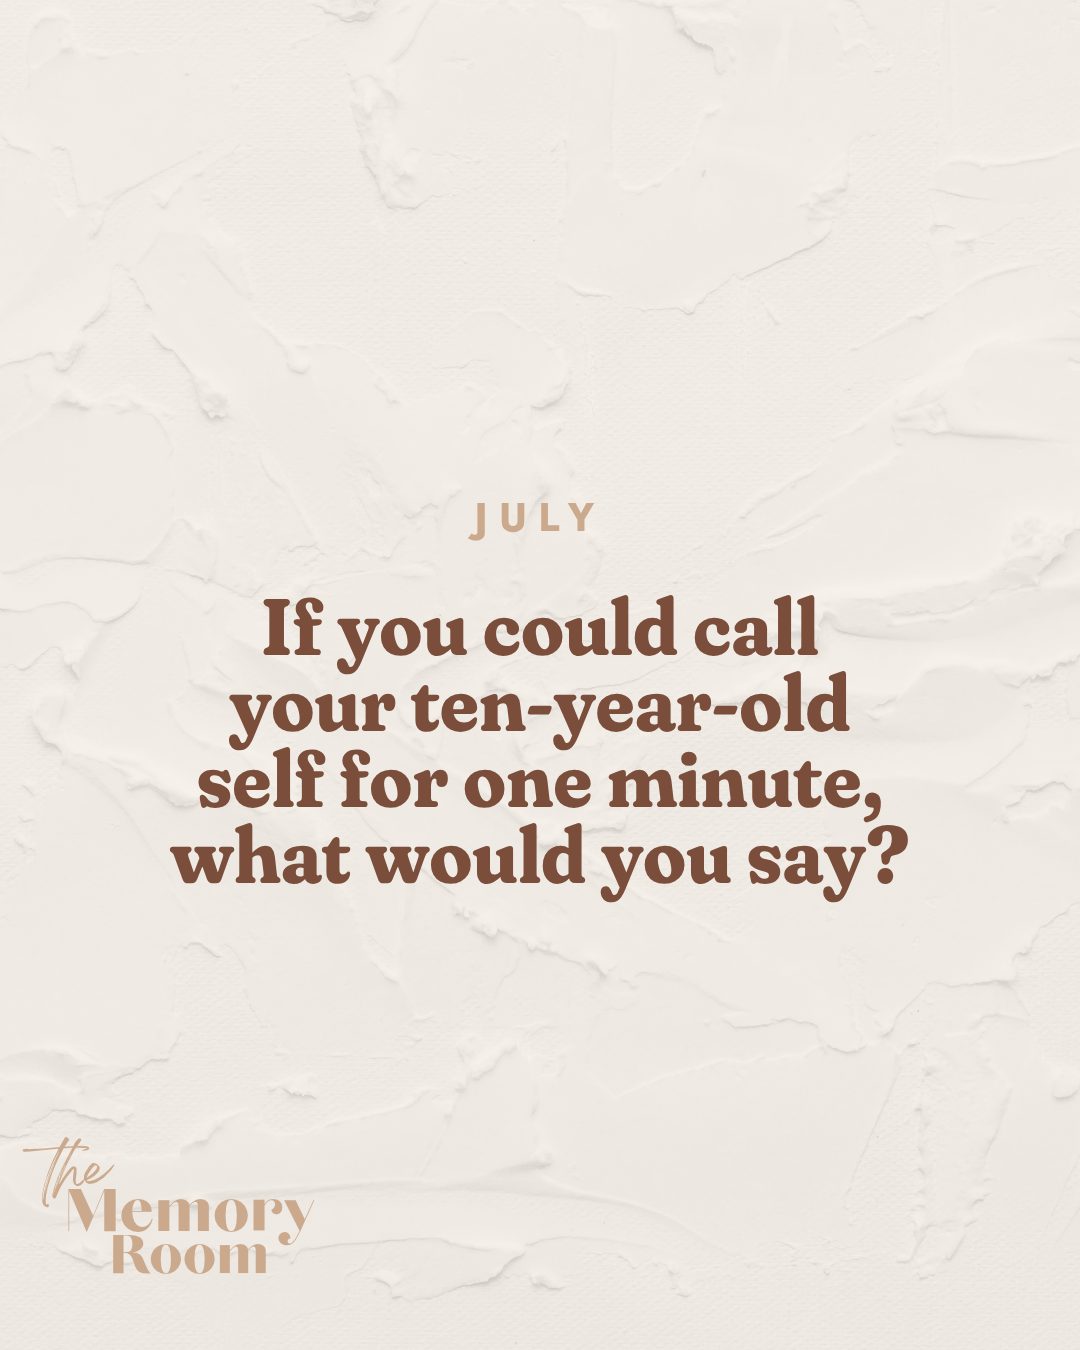 JULY
If you could call
your ten-year-old
self for one minute,
what would you say?
the
Memory
Room